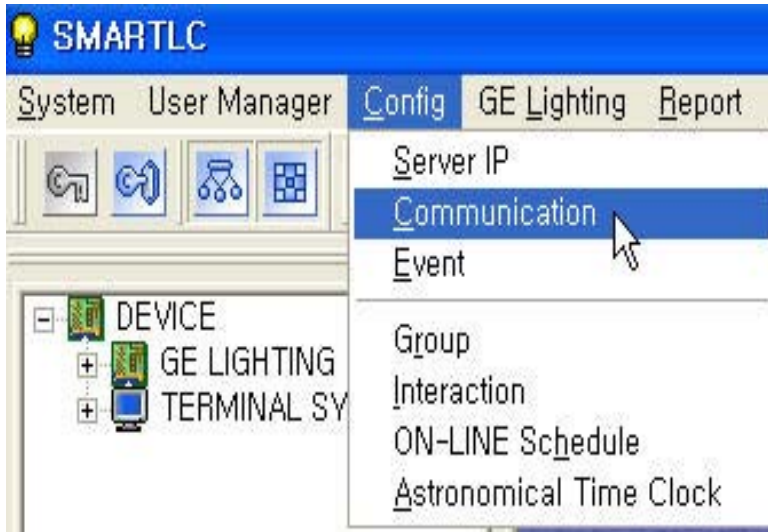 SMARTLC
System User Manager Config GE Lighting Report
Server IP
Communication
Event
Group
Interaction
ON-LINE Schedule
Astronomical Time Clock
DEVICE
GE LIGHTING
TERMINAL SY